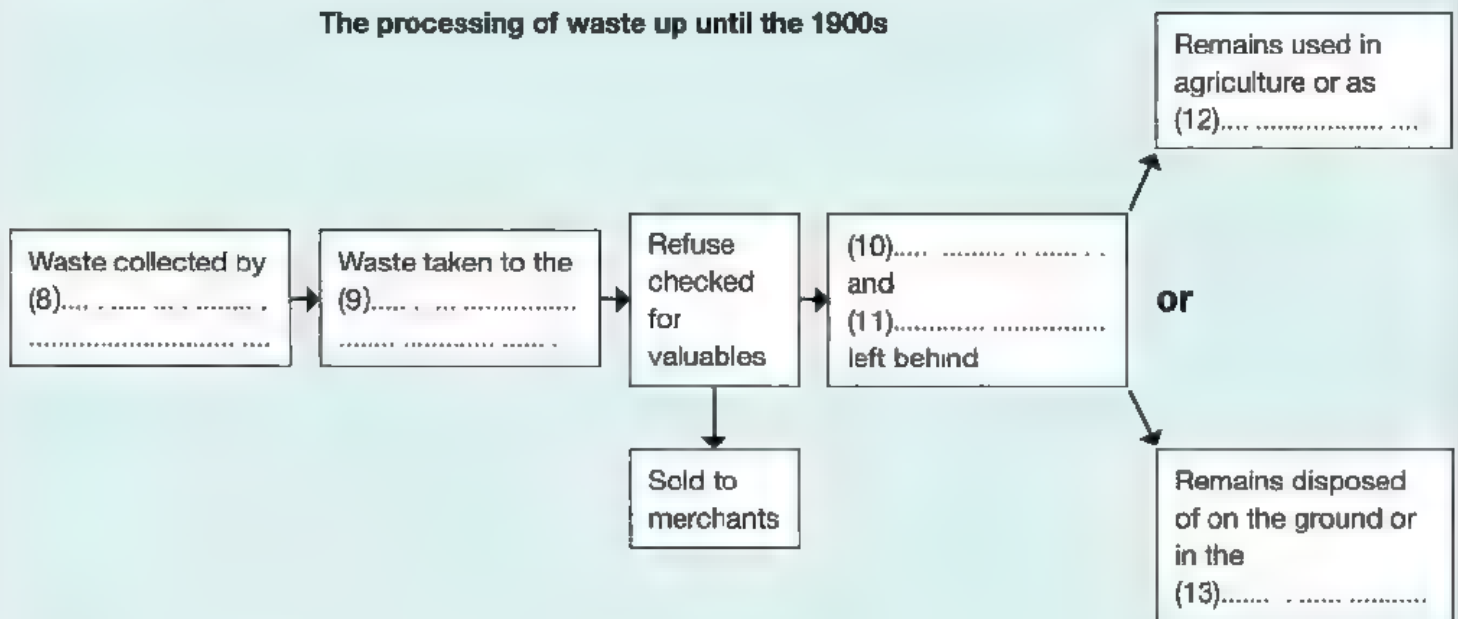 The processing of waste up until the 1900s
Waste collected by
(8).... . ..... ... . ........ .
............................ ....
Waste taken to the
(9)..... . ... .................
...... ............ ...... .
Refuse
checked
for
valuables
Sold to
merchants
(10).... ....... .. ..... . .
and
(11)............ ...............
left behind
Remains used in
agriculture or as
(12).... ................. ....
or
Remains disposed
of on the ground or
in the
(13)...... . ...... ...........